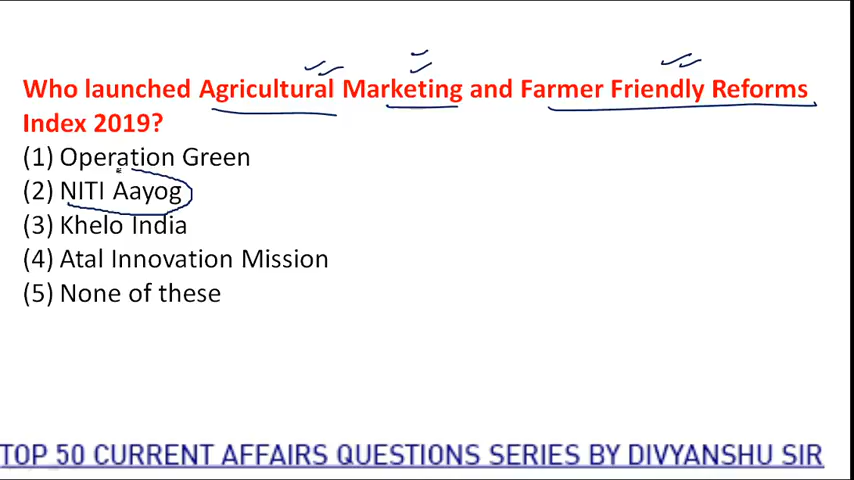 Who launched Agricultural Marketing and Farmer Friendly Reforms
Index 2019?
(1) Operation Green
(2) NITI Aayog
(3) Khelo India
(4) Atal Innovation Mission
(5) None of these
TOP 50 CURRENT AFFAIRS QUESTIONS SERIES BY DIVYANSHU SIR